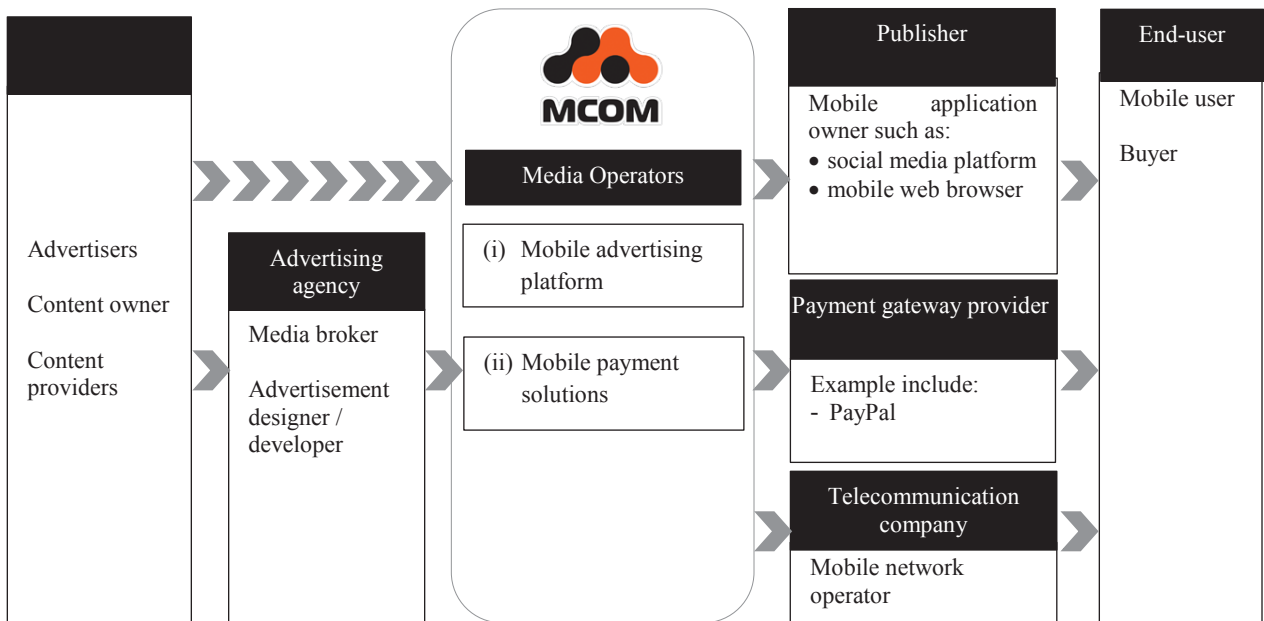 Advertisers
Content owner
Content
providers
Advertising
agency
Media broker
Advertisement
designer /
developer
MCOM
Media Operators
(i) Mobile advertising
platform
(ii) Mobile payment
solutions
Publisher
Mobile application
owner such as:
• social media platform
• mobile web browser
Payment gateway provider
Example include:
- PayPal
Telecommunication
company
Mobile network
operator
End-user
Mobile user
Buyer